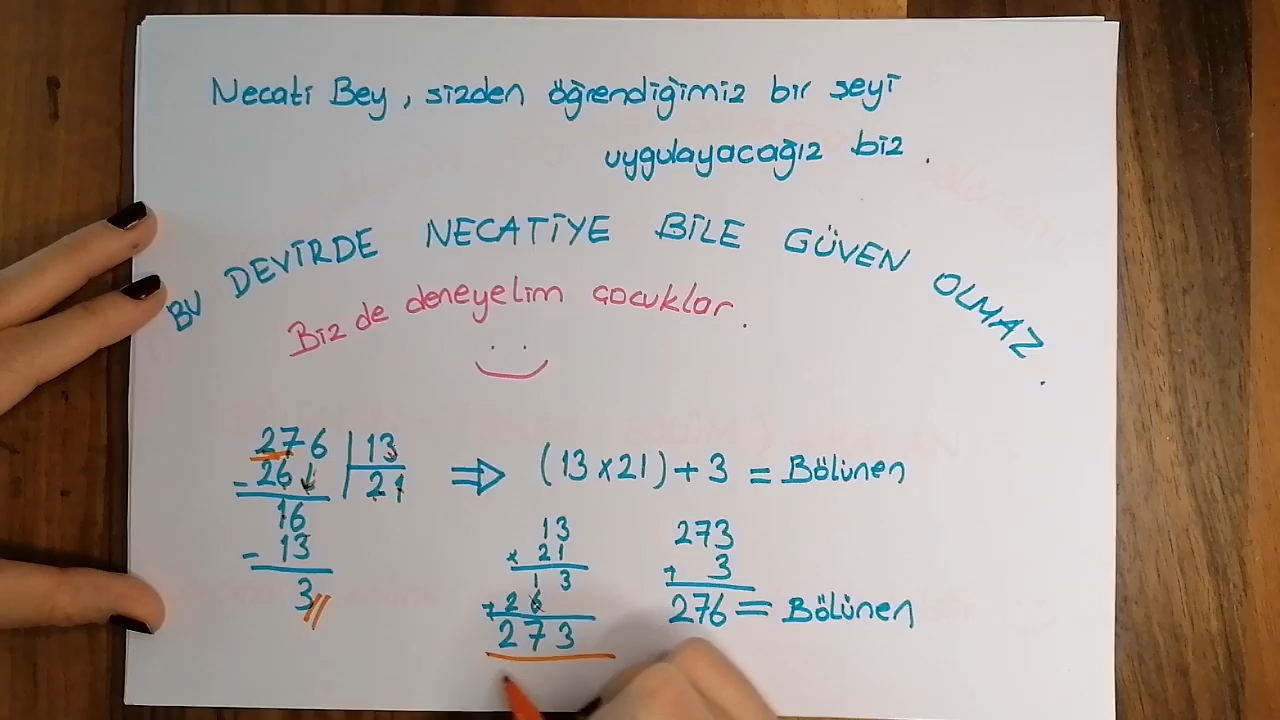 Necati Bey, sizden öğrendiğimiz bir şeyi
uygulayacağız biz.
BU DEVİRDE NECATİYE BİLE GÜVEN OLMAZ.
Biz de deneyelim çocuklar.
276 | 13
- 26 21
16
- 13
3
⇒ (13 x 21) + 3 = Bölünen
13
x 21
13
+ 26
273
273
+ 3
276 = Bölünen